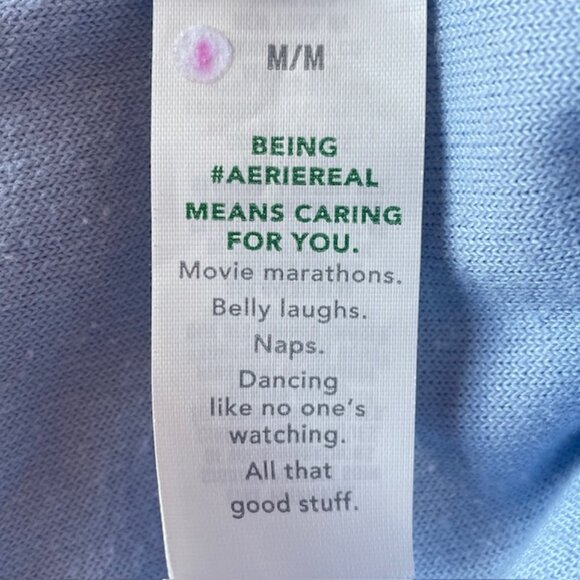 M/M
BEING
#AERIEREAL
MEANS CARING
FOR YOU.
Movie marathons.
Belly laughs.
Naps.
Dancing
like no one's
watching.
All that
good stuff.